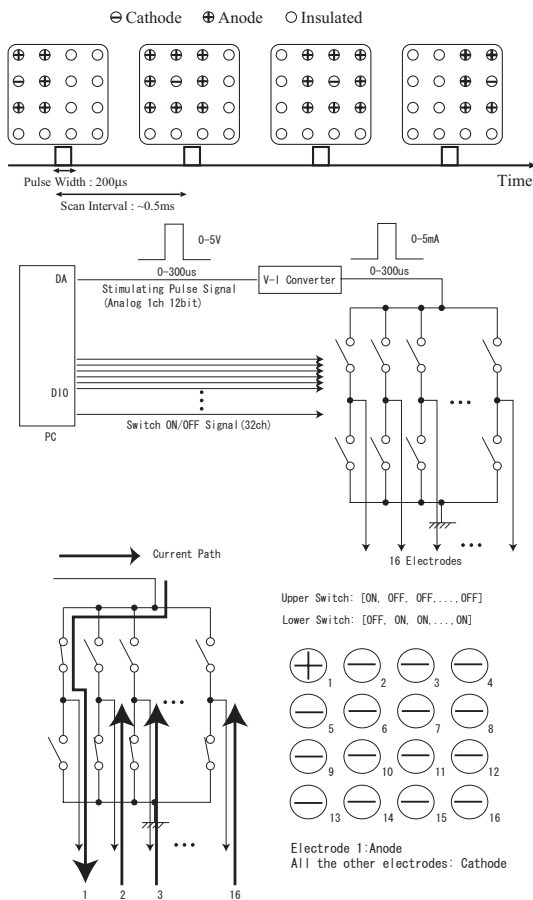 Cathode Anode Insulated
Time
Pulse Width : 200μs
Scan Interval : ~0.5ms
0-5V
0-5mA
DA
0-300us
V-I Converter
0-300us
Stimulating Pulse Signal
(Analog 1ch 12bit)
DIO
Switch ON/OFF Signal(32ch)
PC
16 Electrodes
Current Path
Upper Switch: [ON, OFF, OFF,...,OFF]
Lower Switch: [OFF, ON, ON,...,ON]
1 2 3 4
5 6 7 8
9 10 11 12
13 14 15 16
Electrode 1:Anode
All the other electrodes: Cathode
1 2 3 16